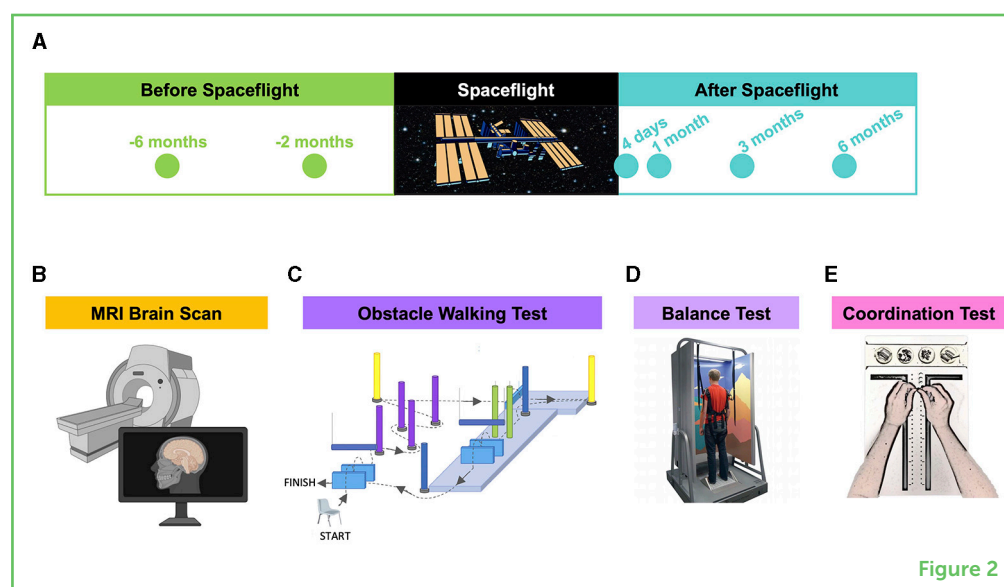 A
Before Spaceflight
Spaceflight
After Spaceflight
-6 months
-2 months
4 days
1 month
3 months
6 months
B
C
D
E
MRI Brain Scan
Obstacle Walking Test
Balance Test
Coordination Test
FINISH
START
Figure 2